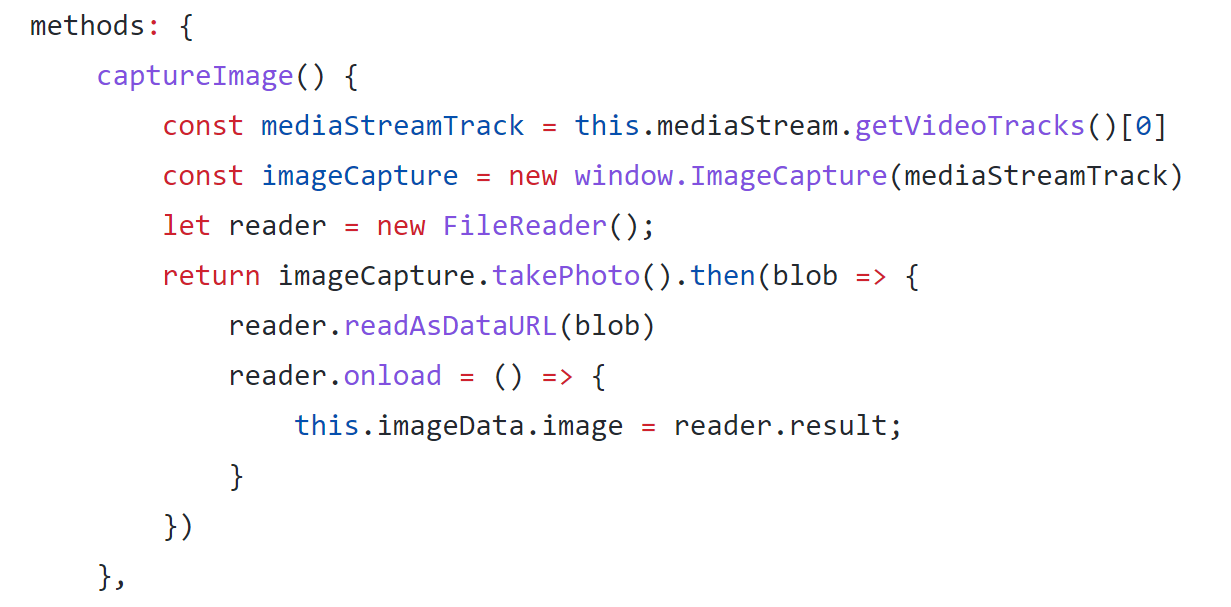 methods: {
    captureImage() {
        const mediaStreamTrack = this.mediaStream.getVideoTracks()[0]
        const imageCapture = new window.ImageCapture(mediaStreamTrack)
        let reader = new FileReader();
        return imageCapture.takePhoto().then(blob => {
            reader.readAsDataURL(blob)
            reader.onload = () => {
                this.imageData.image = reader.result;
            }
        })
    },